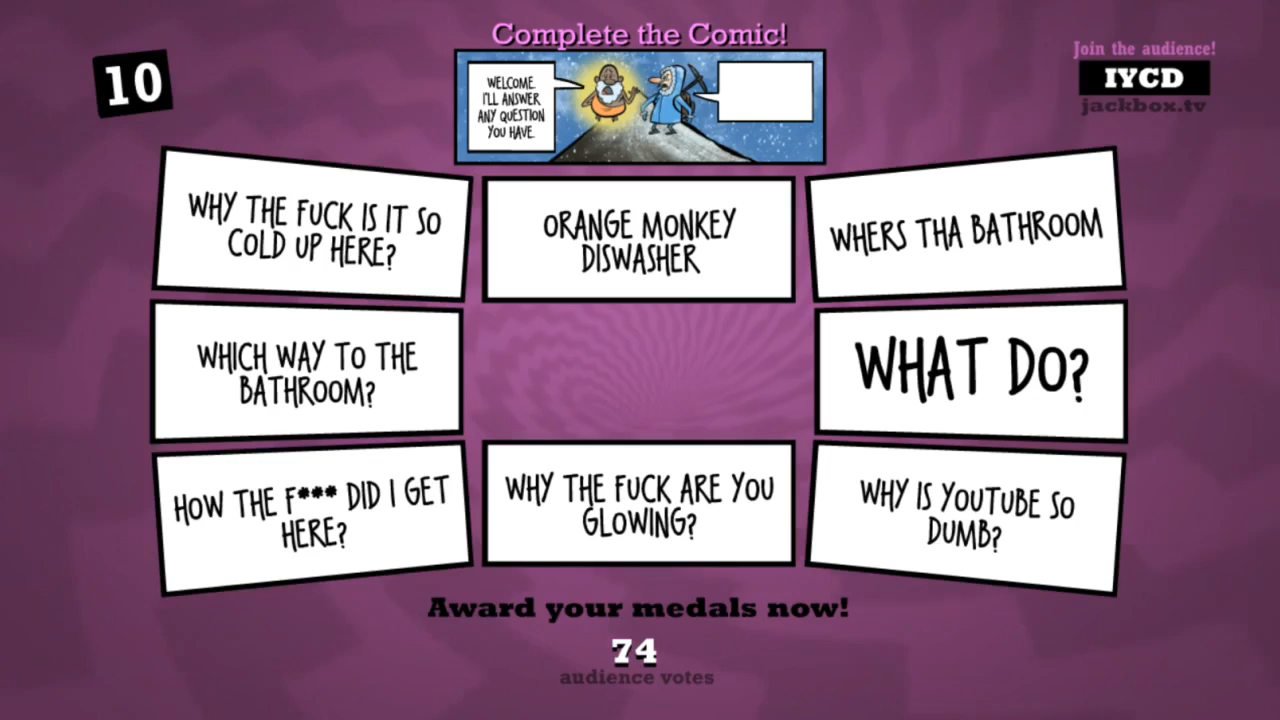 Complete the Comic!
10
WELCOME.
I'LL ANSWER
ANY QUESTION
YOU HAVE.
Join the audience!
IYCD
jackbox.tv
WHY THE FUCK IS IT SO
COLD UP HERE?
ORANGE MONKEY
DISWASHER
WHERS THA BATHROOM
WHICH WAY TO THE
BATHROOM?
WHAT DO?
HOW THE F*** DID I GET
HERE?
WHY THE FUCK ARE YOU
GLOWING?
WHY IS YOUTUBE SO
DUMB?
Award your medals now!
74
audience votes